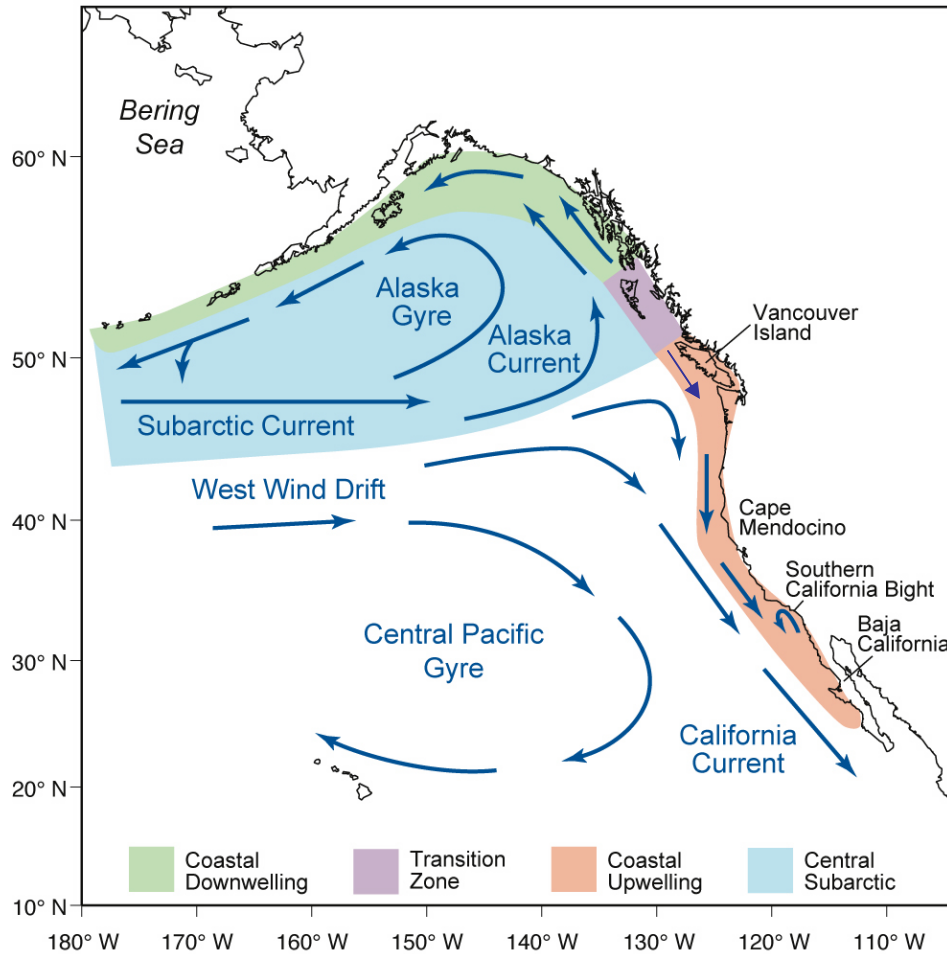 Bering
Sea
60° N
Alaska
Gyre
Alaska
Current
Vancouver
Island
50° N
Subarctic Current
West Wind Drift
40° N
Cape
Mendocino
Southern
California Bight
Baja
California
Central Pacific
Gyre
30° N
California
Current
20° N
Coastal
Downwelling
Transition
Zone
Coastal
Upwelling
Central
Subarctic
10° N
180° W 170° W 160° W 150° W 140° W 130° W 120° W 110° W